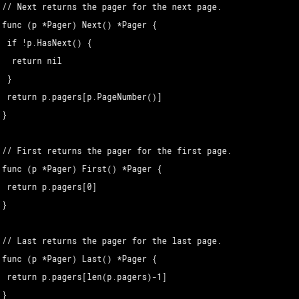 // Next returns the pager for the next page.
func (p *Pager) Next() *Pager {
 if !p.HasNext() {
  return nil
 }
 return p.pagers[p.PageNumber()]
}

// First returns the pager for the first page.
func (p *Pager) First() *Pager {
 return p.pagers[0]
}

// Last returns the pager for the last page.
func (p *Pager) Last() *Pager {
 return p.pagers[len(p.pagers)-1]
}